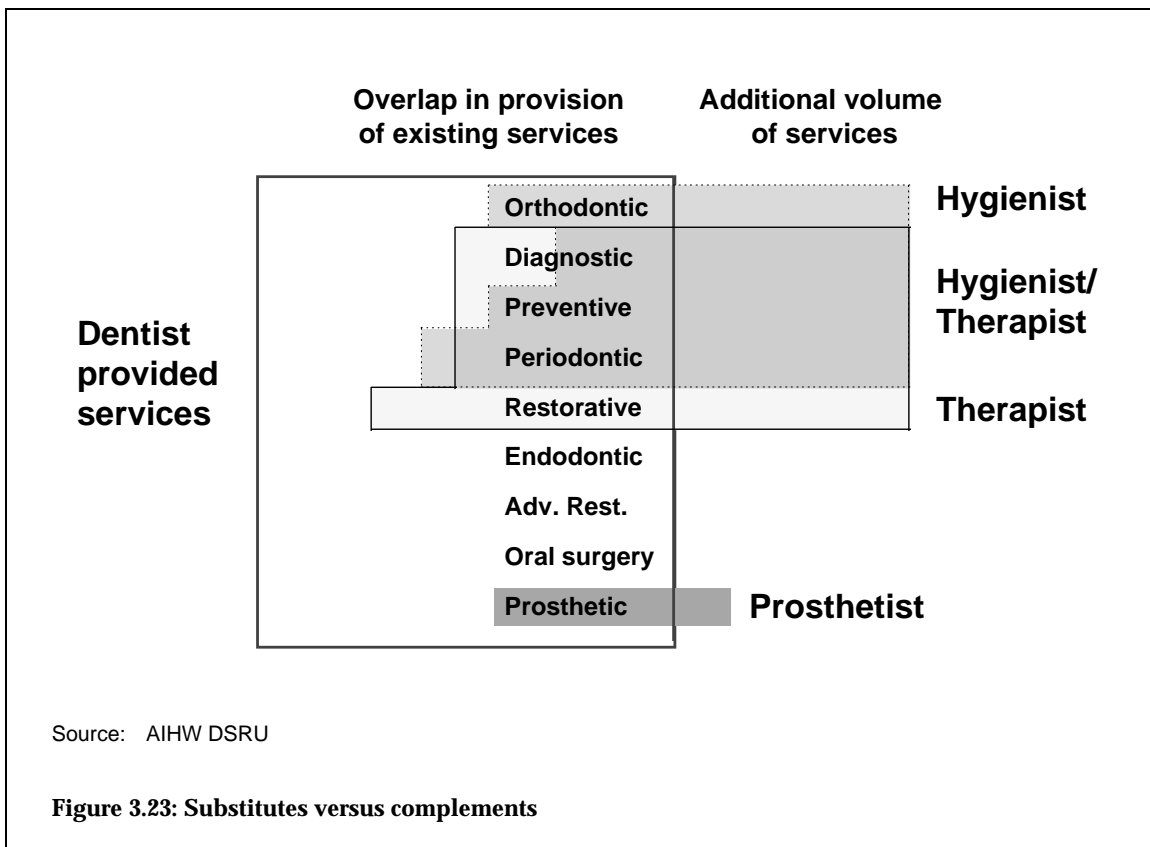 Overlap in provision
of existing services
Additional volume
of services
Dentist
provided
services
Orthodontic
Diagnostic
Preventive
Periodontic
Restorative
Endodontic
Adv. Rest.
Oral surgery
Prosthetic
Hygienist
Hygienist/
Therapist
Therapist
Prosthetist
Source: AIHW DSRU
Figure 3.23: Substitutes versus complements